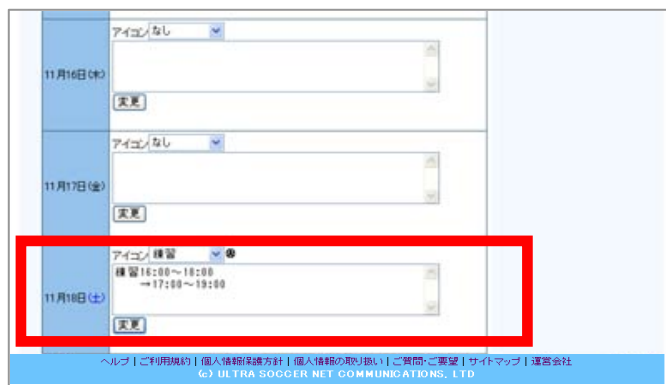 アイコン なし
11月16日(木)
変更
アイコン なし
11月17日(金)
変更
アイコン 練習
練習16:00～18:00
→17:00～19:00
11月18日(土)
変更
ヘルプ | ご利用規約 | 個人情報保護方針 | 個人情報の取り扱い | ご質問・ご要望 | サイトマップ | 運営会社
(c) ULTRA SOCCER NET COMMUNICATIONS, LTD